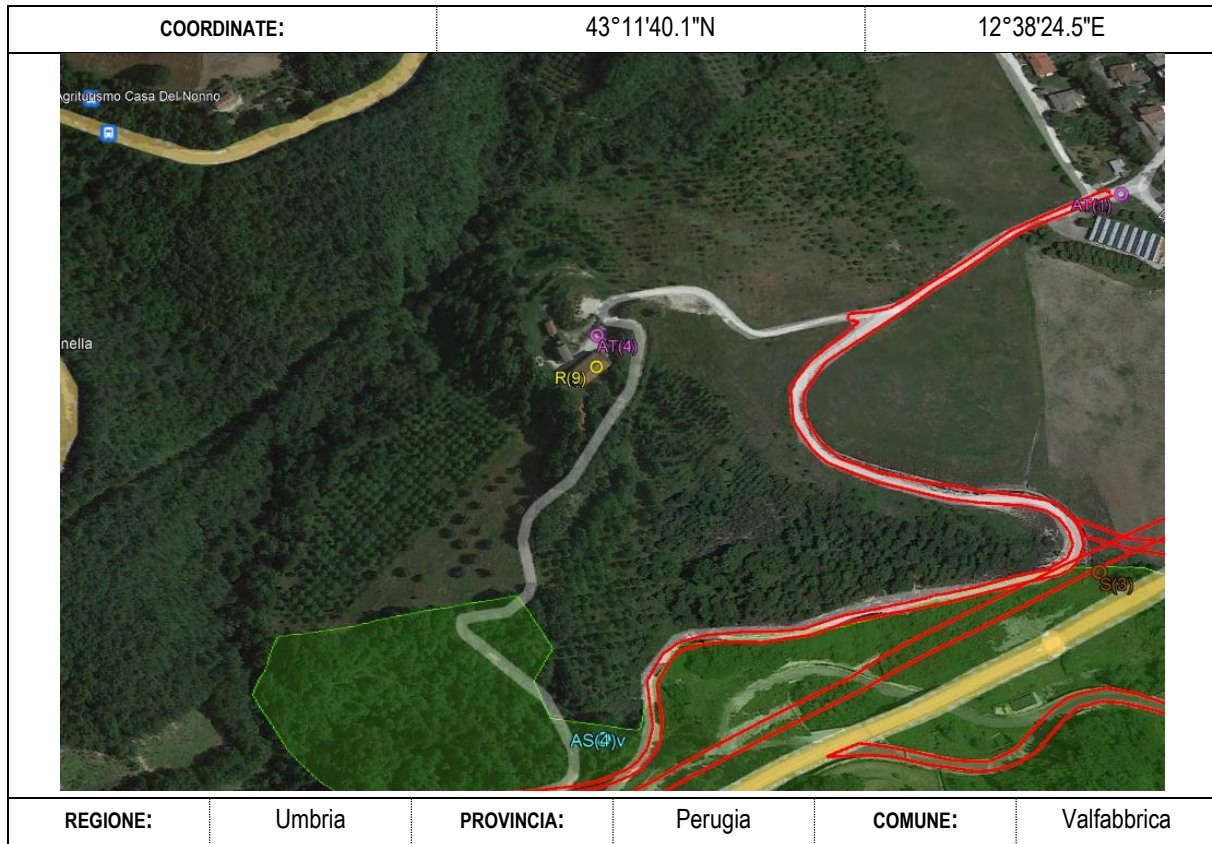 COORDINATE: 43°11'40.1"N 12°38'24.5"E
griturismo Casa Del Nonno
AT(1)
nella
AT(4)
R(9)
S(3)
REGIONE: Umbria PROVINCIA: Perugia COMUNE: Valfabbrica